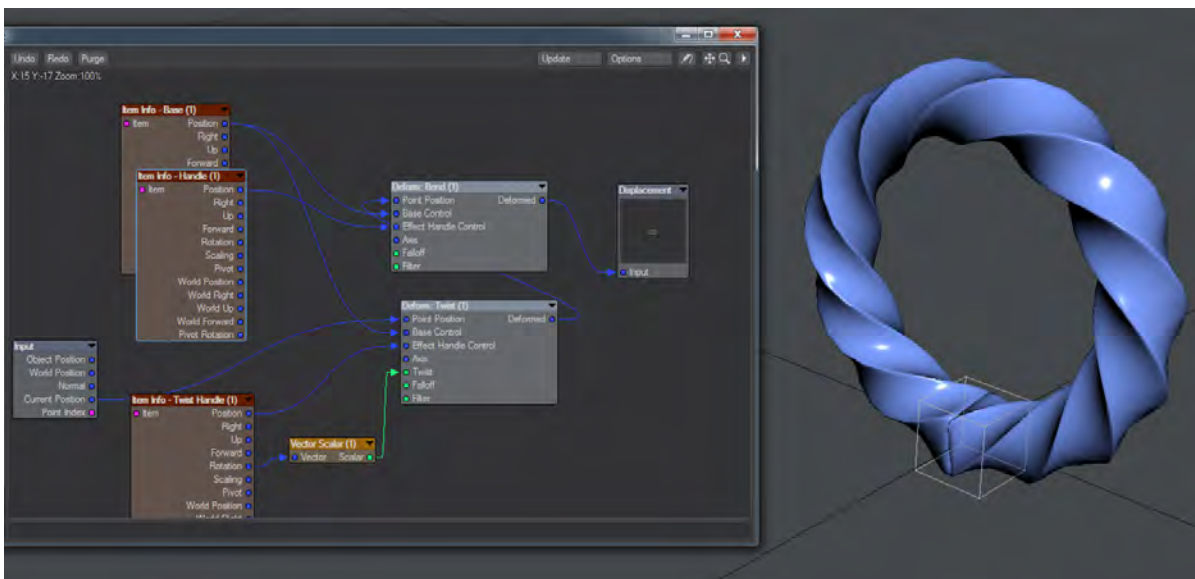 Undo Redo Purge Update Options
X:15 Y:-17 Zoom:100%
Item Info - Base (1)
Item Position
Right
Up
Forward
Item Info - Handle (1)
Item Position
Right
Up
Forward
Rotation
Scaling
Pivot
World Position
World Right
World Up
World Forward
Pivot Rotation
Deform: Bend (1)
Point Position Deformed
Base Control
Effect Handle Control
Axis
Falloff
Filter
Displacement
Input
Deform: Twist (1)
Point Position Deformed
Base Control
Effect Handle Control
Axis
Twist
Falloff
Filter
Input
Object Position
World Position
Normal
Current Position
Point Index
Item Info - Twist Handle (1)
Item Position
Right
Up
Forward
Rotation
Scaling
Pivot
World Position
World Right
Vector Scalar (1)
Vector Scalar